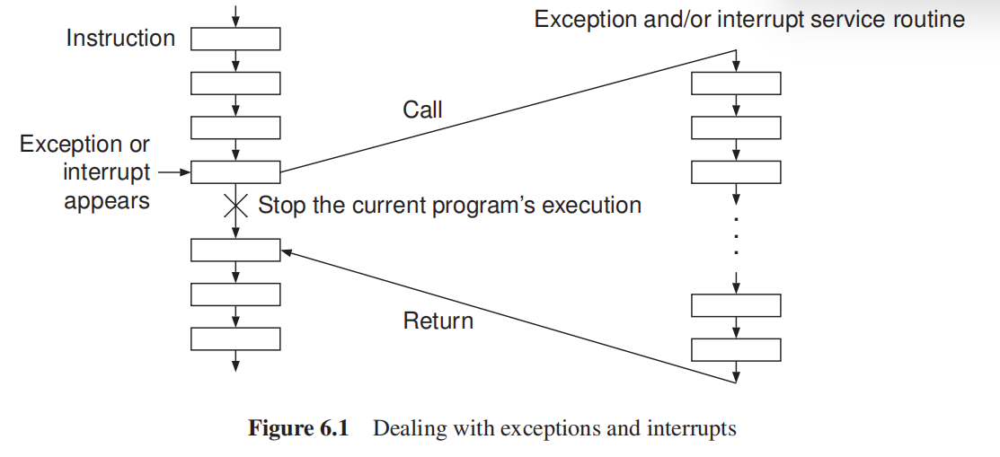 Exception and/or interrupt service routine
Instruction
Call
Exception or
interrupt
appears
Stop the current program’s execution
Return
Figure 6.1 Dealing with exceptions and interrupts